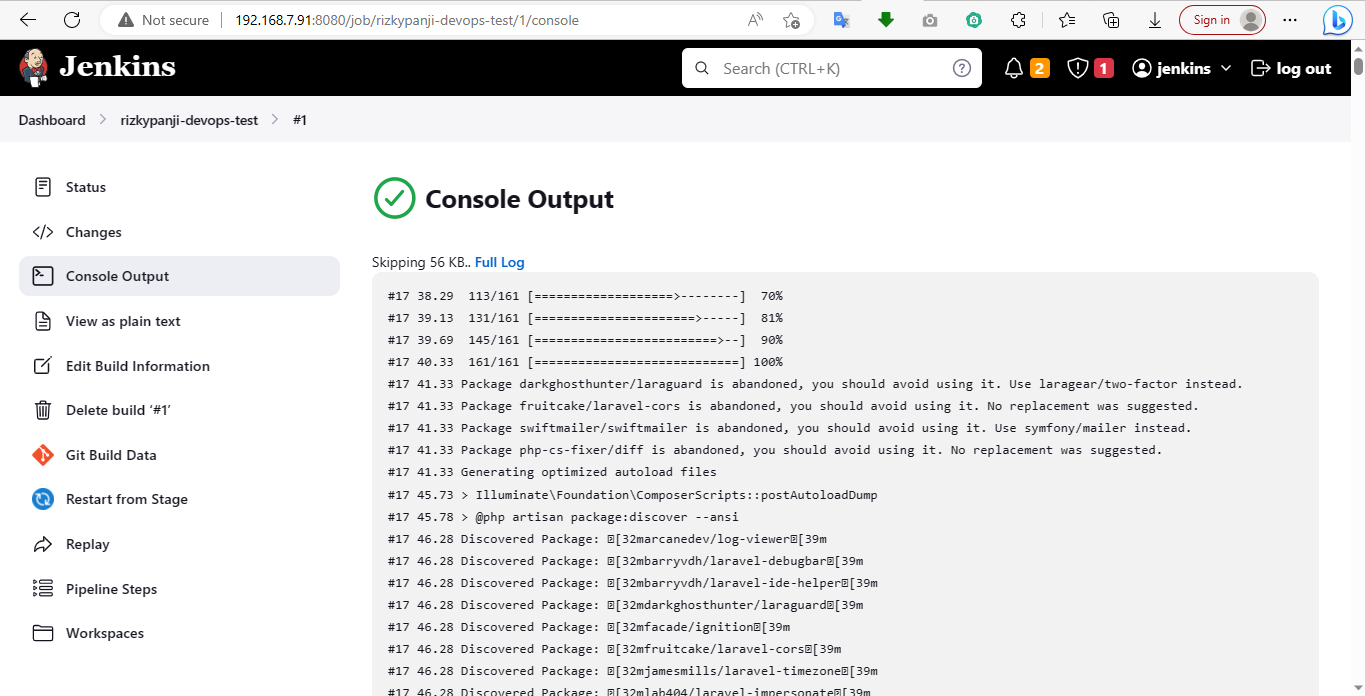 Not secure 192.168.7.91:8080/job/rizkypanji-devops-test/1/console Sign in
Jenkins Search (CTRL+K) 2 1 jenkins log out
Dashboard rizkypanji-devops-test #1
Status
Changes
Console Output
View as plain text
Edit Build Information
Delete build ‘#1’
Git Build Data
Restart from Stage
Replay
Pipeline Steps
Workspaces
Console Output
Skipping 56 KB.. Full Log
#17 38.29  113/161 [===================>--------]  70%
#17 39.13  131/161 [======================>-----]  81%
#17 39.69  145/161 [=========================>--]  90%
#17 40.33  161/161 [============================] 100%
#17 41.33 Package darkghosthunter/laraguard is abandoned, you should avoid using it. Use laragear/two-factor instead.
#17 41.33 Package fruitcake/laravel-cors is abandoned, you should avoid using it. No replacement was suggested.
#17 41.33 Package swiftmailer/swiftmailer is abandoned, you should avoid using it. Use symfony/mailer instead.
#17 41.33 Package php-cs-fixer/diff is abandoned, you should avoid using it. No replacement was suggested.
#17 41.33 Generating optimized autoload files
#17 45.73 > Illuminate\Foundation\ComposerScripts::postAutoloadDump
#17 45.78 > @php artisan package:discover --ansi
#17 46.28 Discovered Package: [32marcanedev/log-viewer[39m
#17 46.28 Discovered Package: [32mbarryvdh/laravel-debugbar[39m
#17 46.28 Discovered Package: [32mbarryvdh/laravel-ide-helper[39m
#17 46.28 Discovered Package: [32mdarkghosthunter/laraguard[39m
#17 46.28 Discovered Package: [32mfacade/ignition[39m
#17 46.28 Discovered Package: [32mfruitcake/laravel-cors[39m
#17 46.28 Discovered Package: [32mjamesmills/laravel-timezone[39m
#17 46.28 Discovered Package: [32mlab404/laravel-impersonate[39m